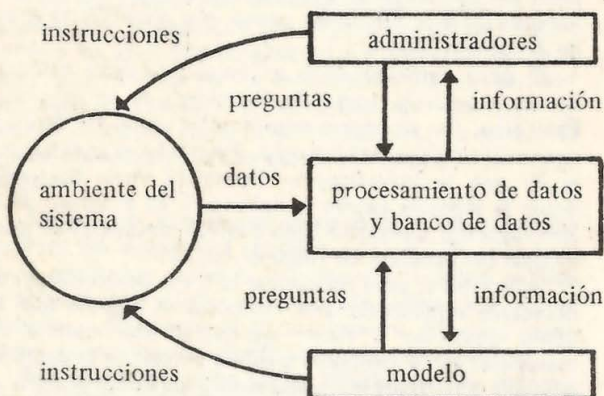 instrucciones
administradores
preguntas
información
ambiente del
sistema
datos
procesamiento de datos
y banco de datos
preguntas
información
instrucciones
modelo